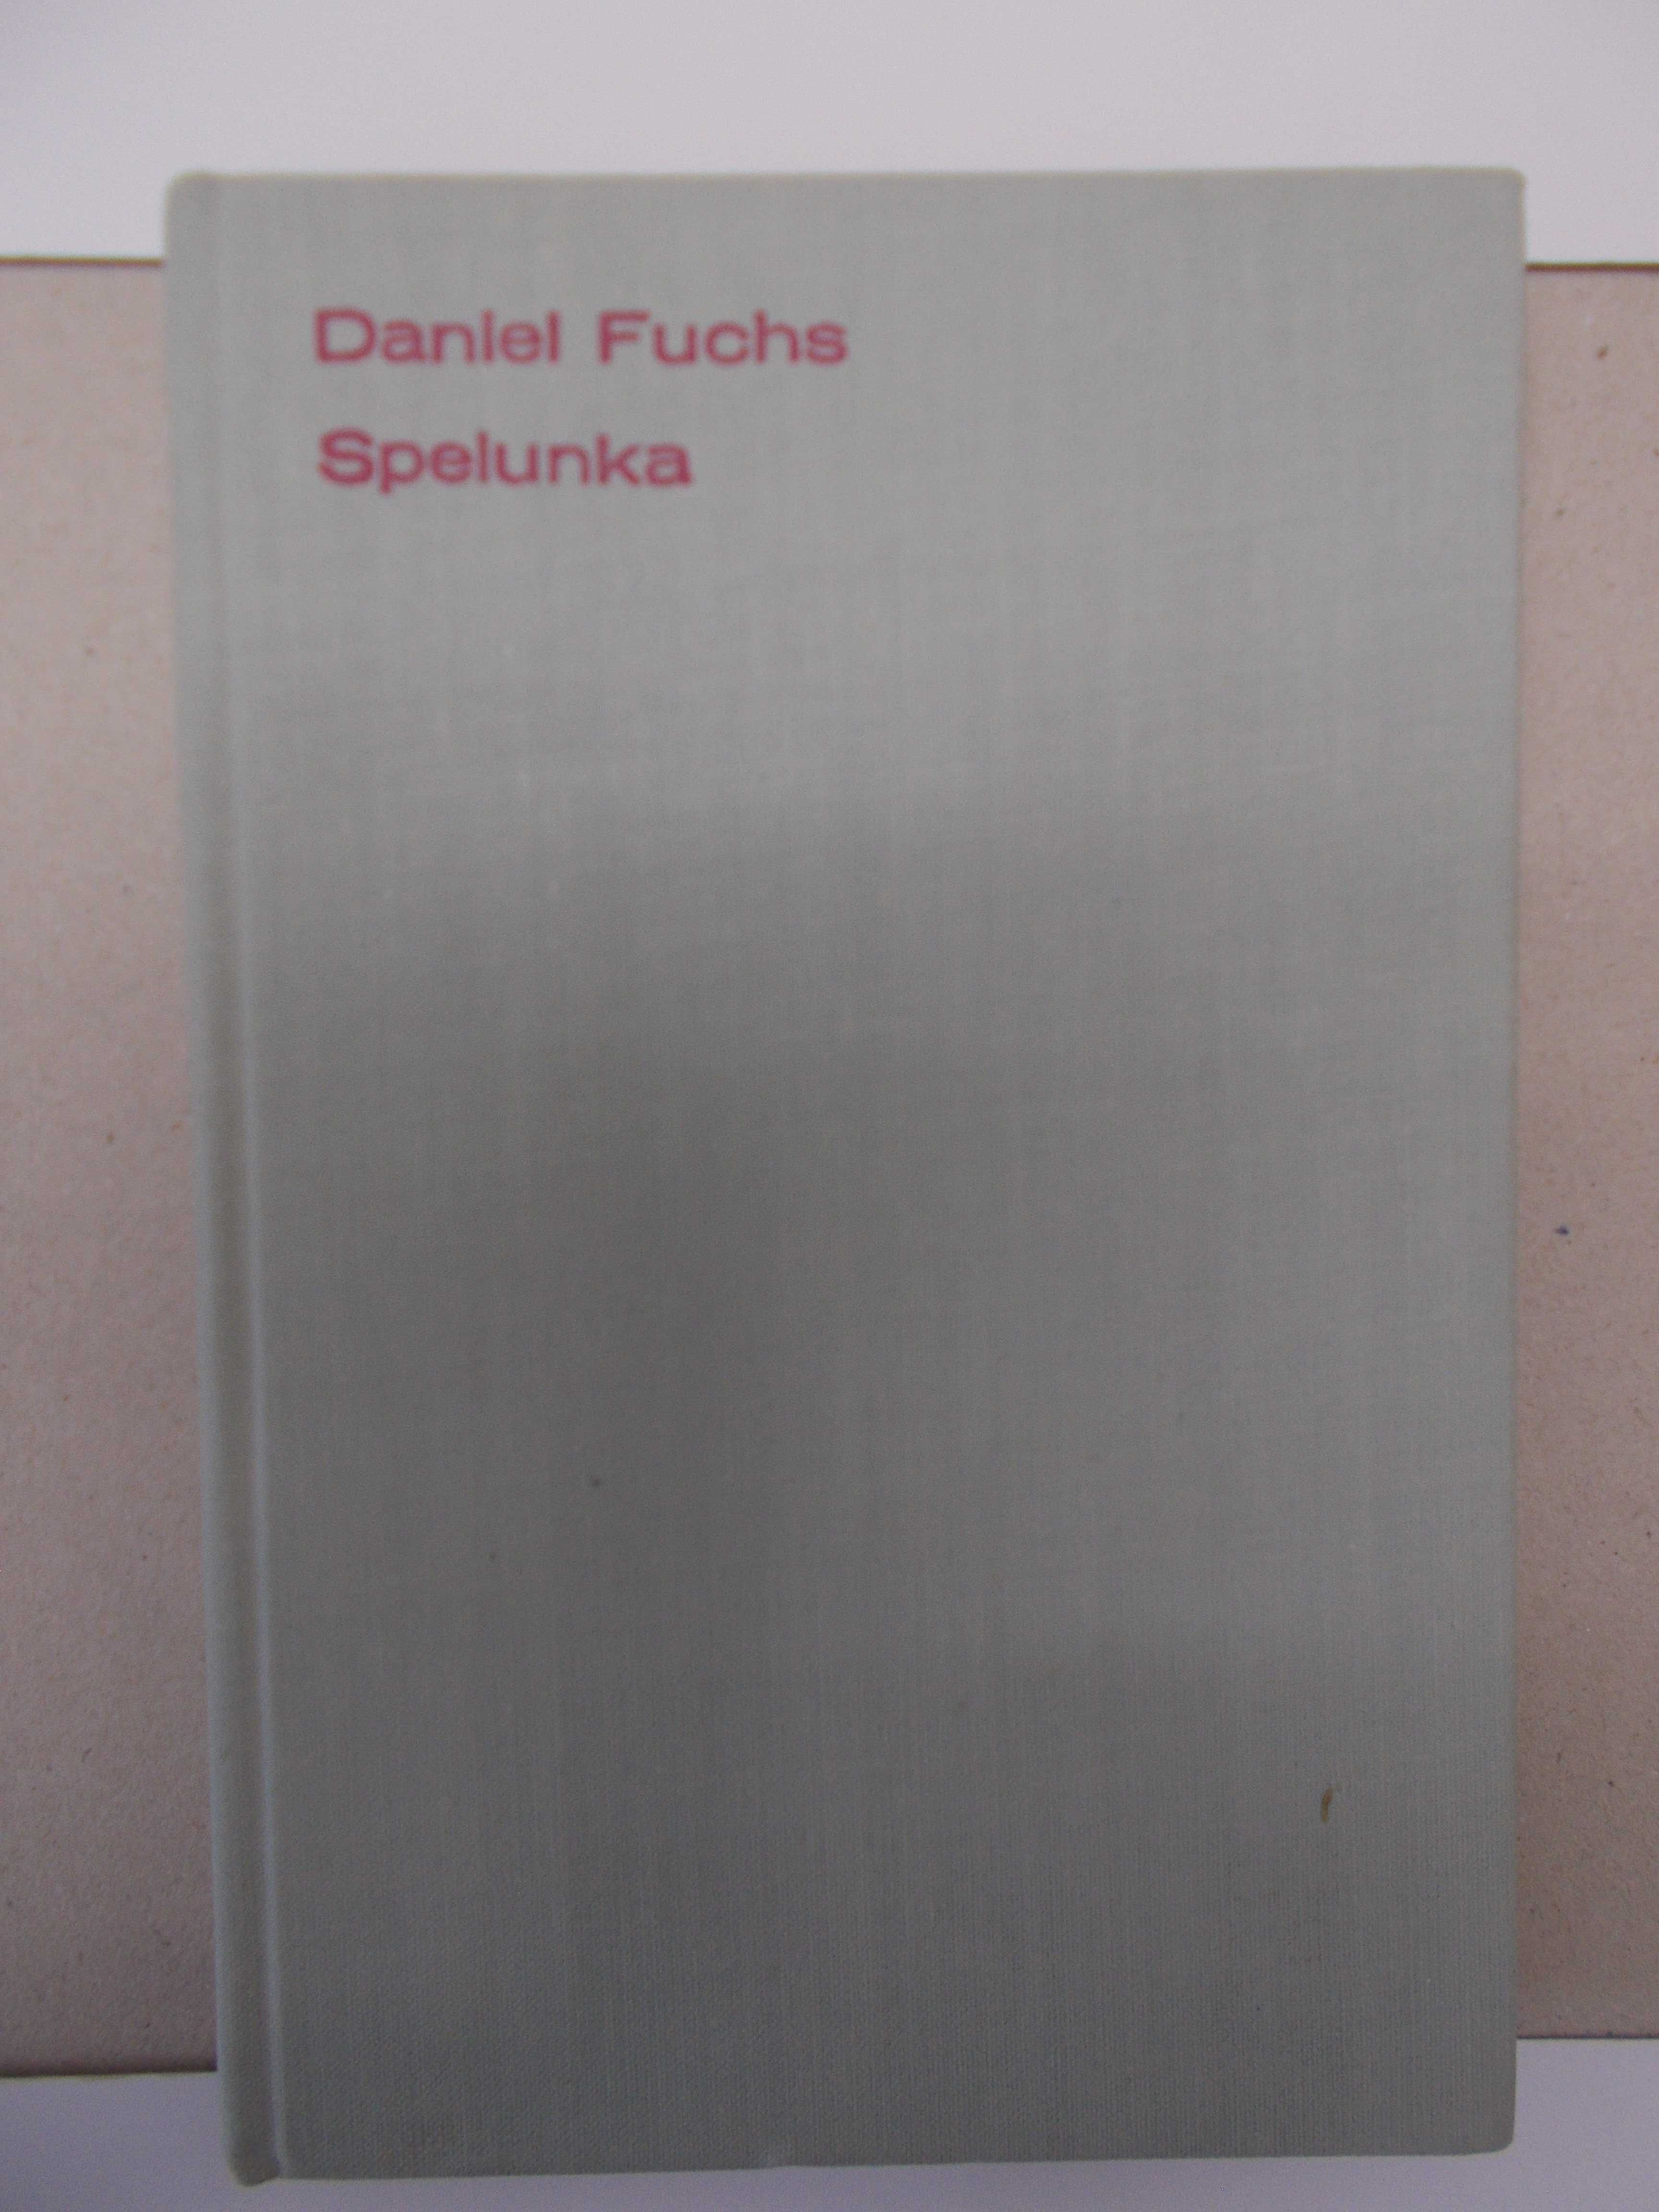 Daniel Fuchs
Spelunka